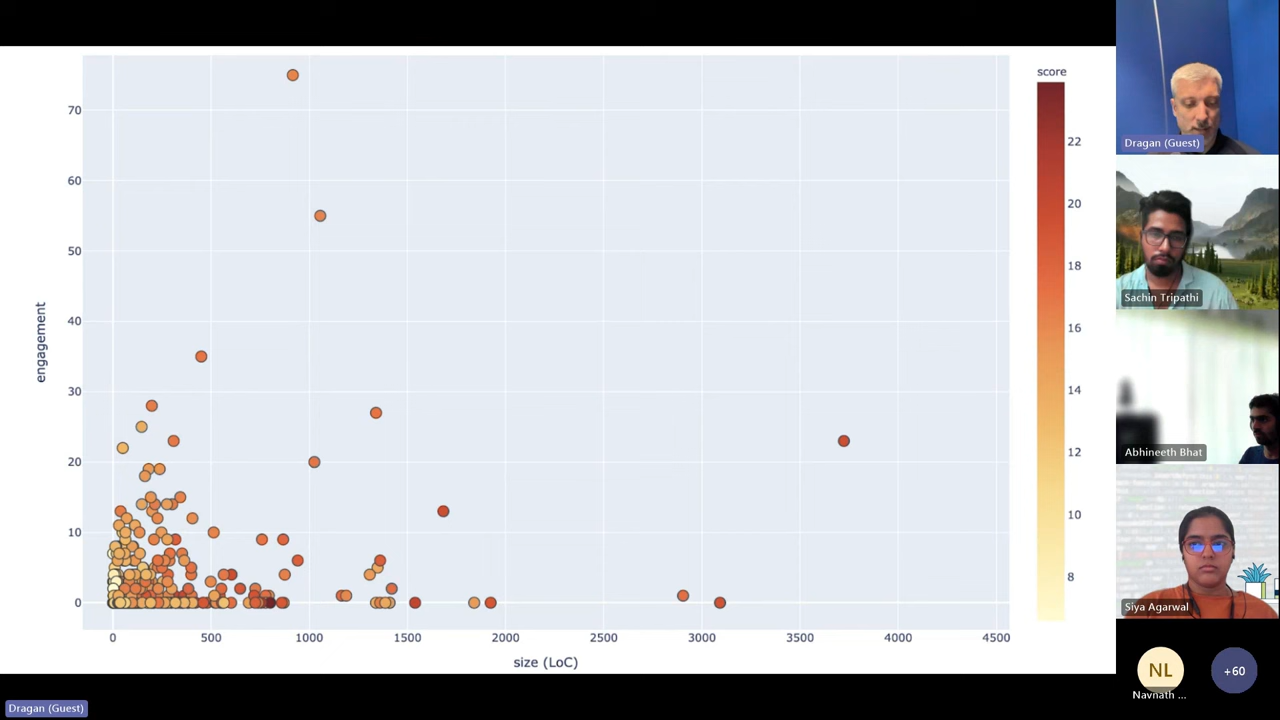 score
70
60
50
40
30
20
10
0
engagement
0 500 1000 1500 2000 2500 3000 3500 4000 4500
size (LoC)
22
20
18
16
14
12
10
8
Dragan (Guest)
Sachin Tripathi
Abhineeth Bhat
Siya Agarwal
NL
Navnath ...
+60
Dragan (Guest)